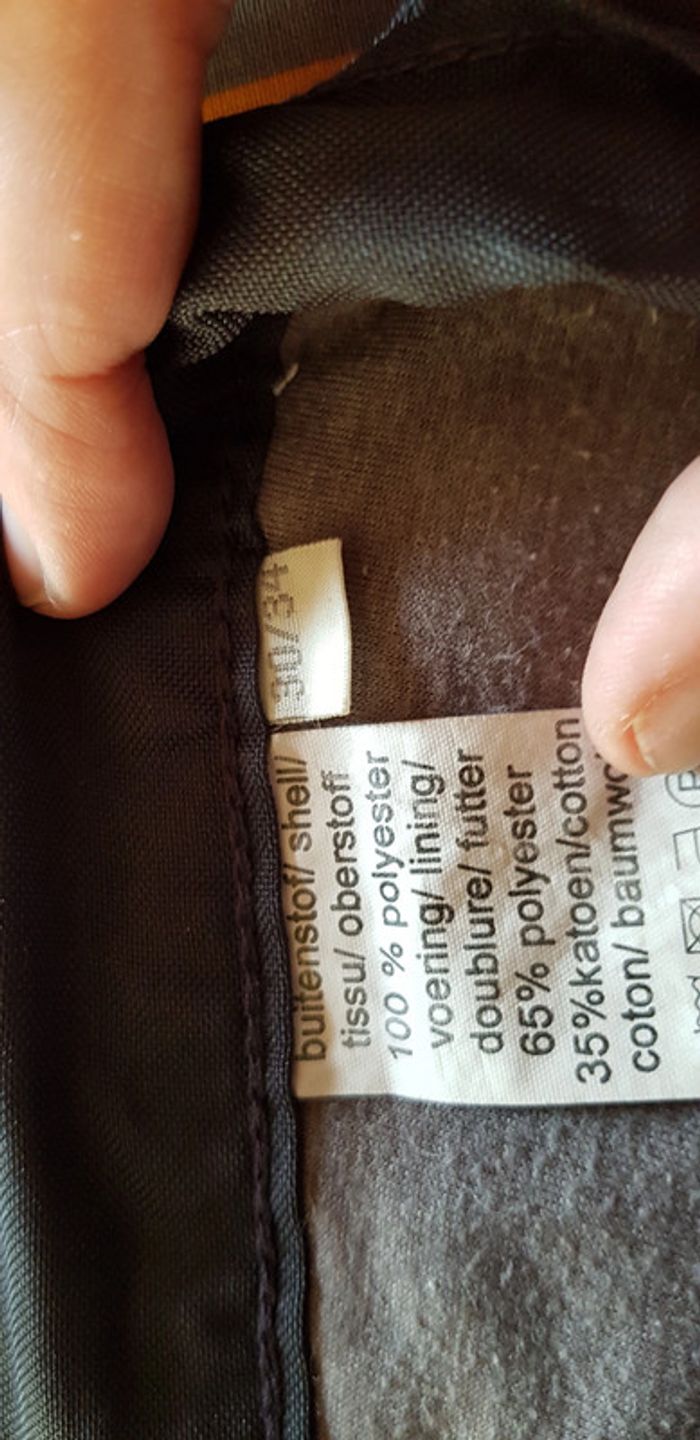 30/34
buitenstof/ shell/
tissu/ oberstoff
100 % polyester
voering/ lining/
doublure/ futter
65% polyester
35%katoen/cotton
coton/